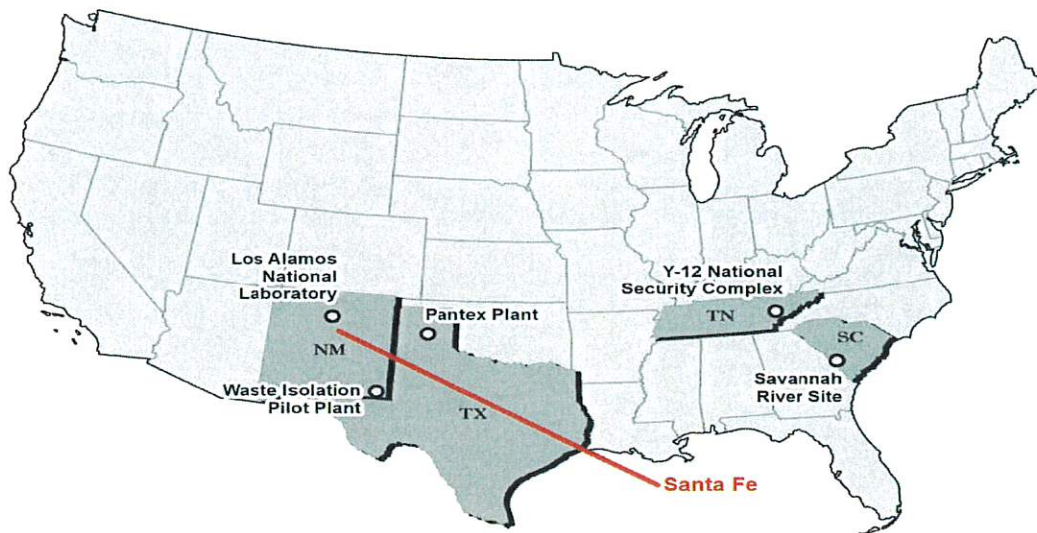 Los Alamos
National
Laboratory
Pantex Plant
NM
Waste Isolation
Pilot Plant
TX
Y-12 National
Security Complex
TN
SC
Savannah
River Site
Santa Fe